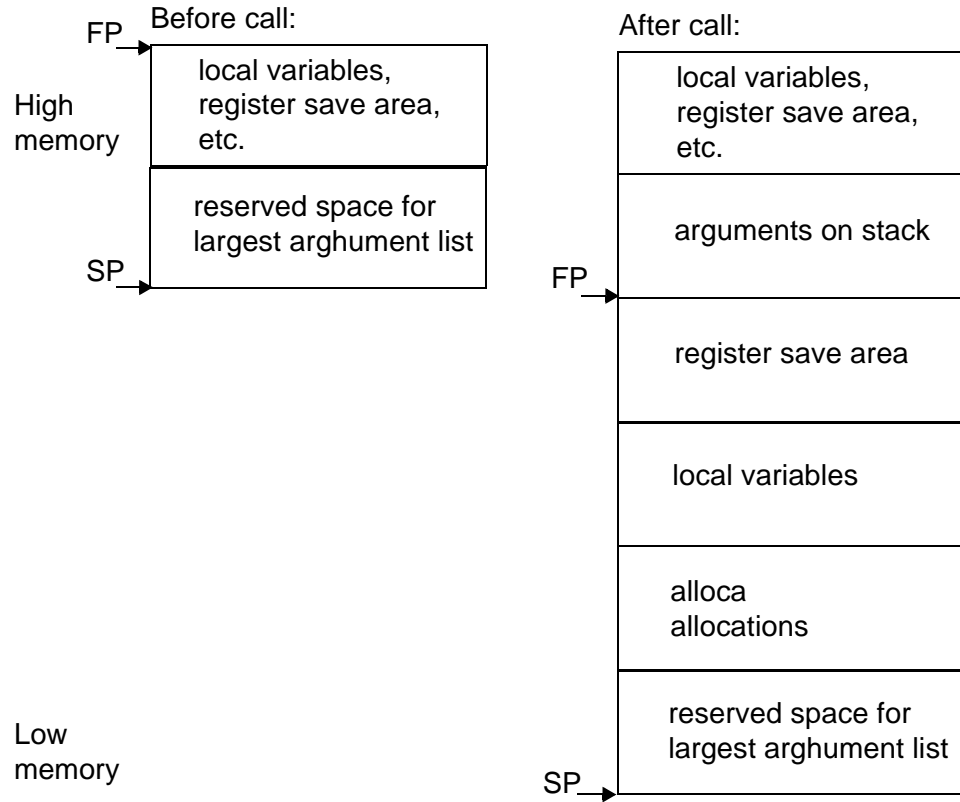 Before call:
FP
local variables,
register save area,
etc.
High
memory
reserved space for
largest arghument list
SP
After call:
local variables,
register save area,
etc.
arguments on stack
FP
register save area
local variables
alloca
allocations
reserved space for
largest arghument list
Low
memory
SP